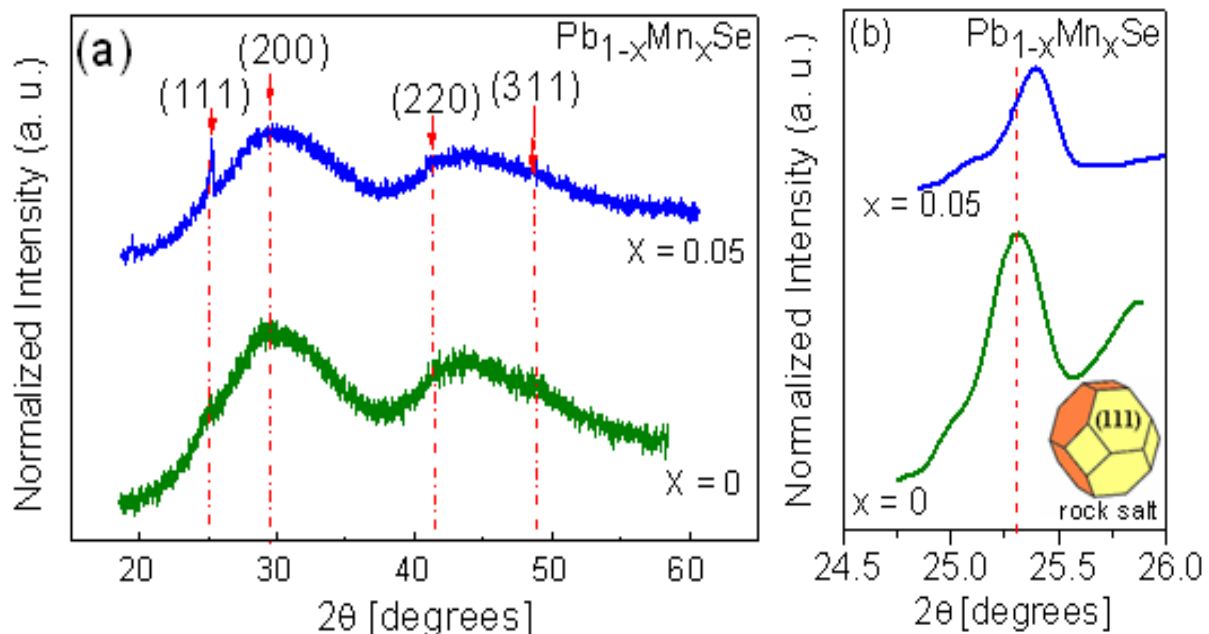 (a)
Pb1-xMnxSe
(200)
(111)
(220)
(311)
X = 0.05
X = 0
20 30 40 50 60
2θ [degrees]
Normalized Intensity (a. u.)
(b)
Pb1-xMnxSe
x = 0.05
(111)
x = 0
rock salt
24.5 25.0 25.5 26.0
2θ [degrees]
Normalized Intensity (a. u.)